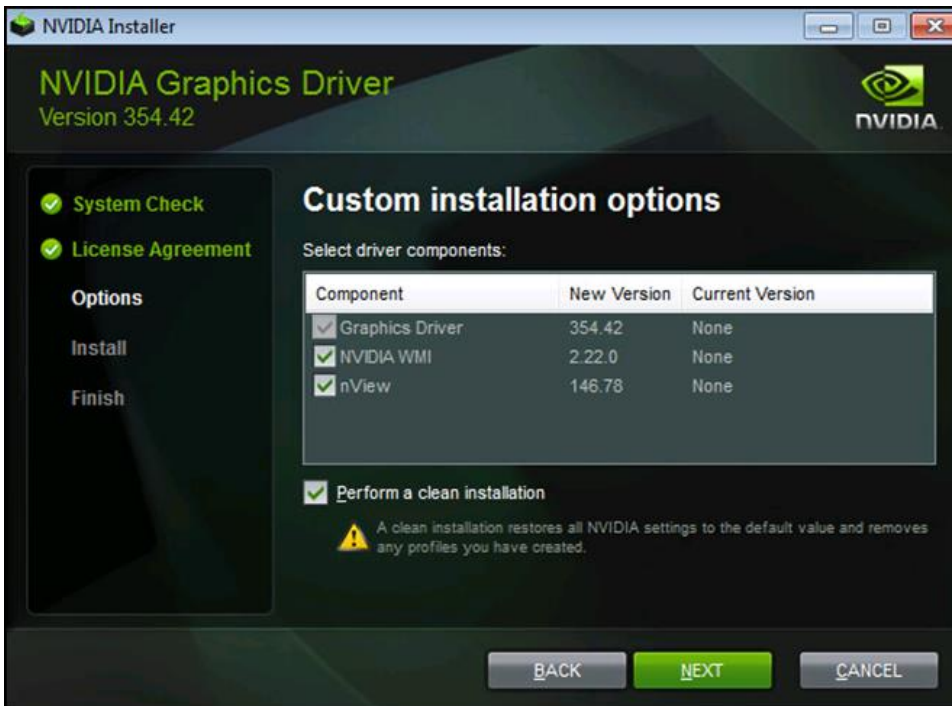 NVIDIA Installer
NVIDIA Graphics Driver
Version 354.42
NVIDIA.
System Check
License Agreement
Options
Install
Finish
Custom installation options
Select driver components:
Component New Version Current Version
Graphics Driver 354.42 None
NVIDIA WMI 2.22.0 None
nView 146.78 None
Perform a clean installation
A clean installation restores all NVIDIA settings to the default value and removes
any profiles you have created.
BACK NEXT CANCEL